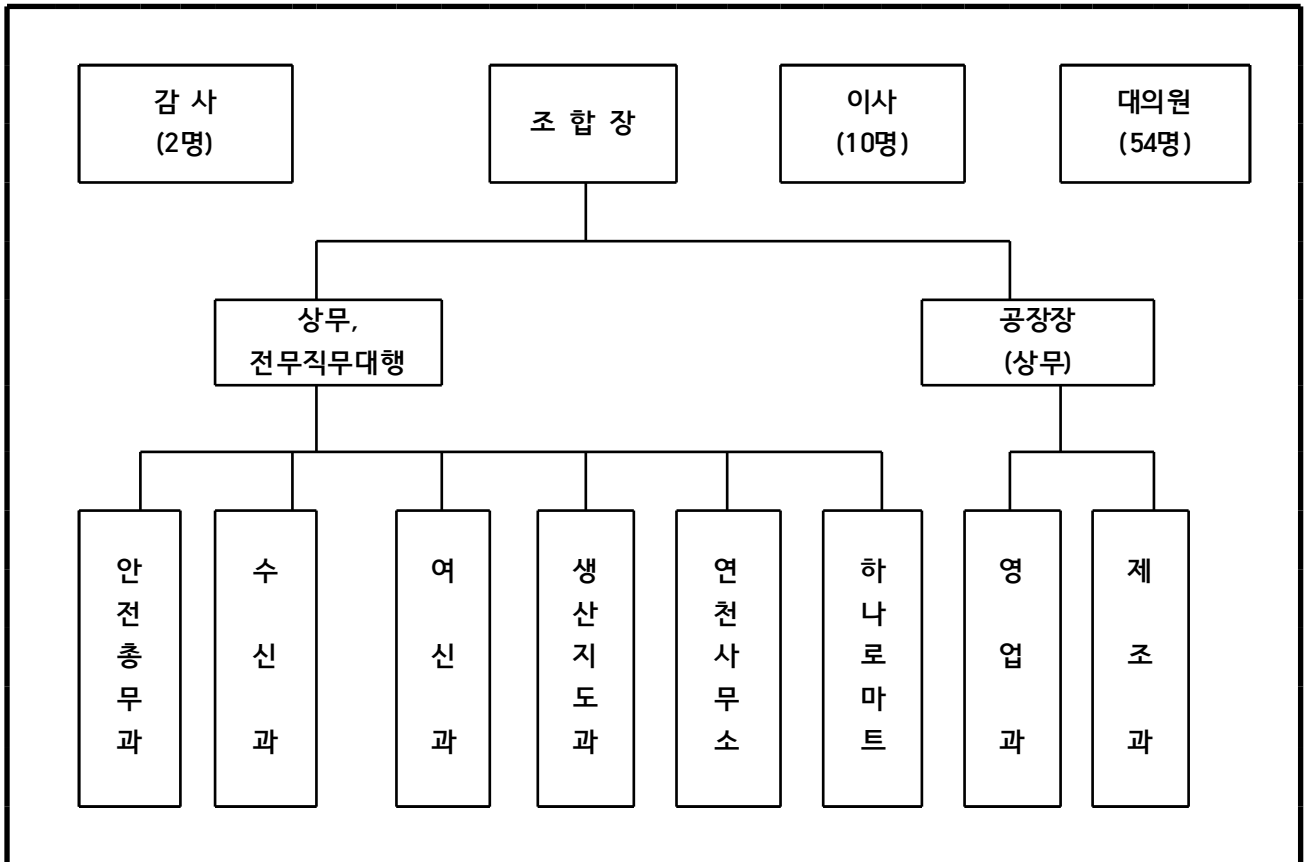 감 사
(2명)
조 합 장
이사
(10명)
대의원
(54명)
상무,
전무직무대행
공장장
(상무)
안전총무과
수신과
여신과
생산지도과
연천사무소
하나로마트
영업과
제조과